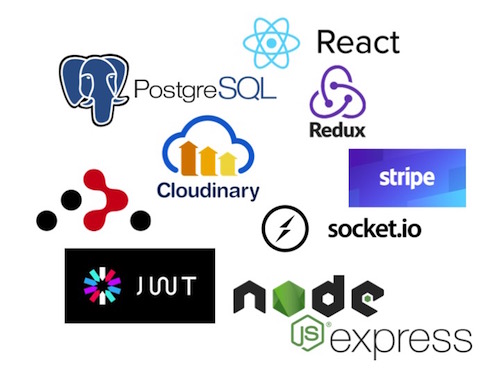 React
PostgreSQL
Redux
Cloudinary
stripe
socket.io
JWT
node
JS
express